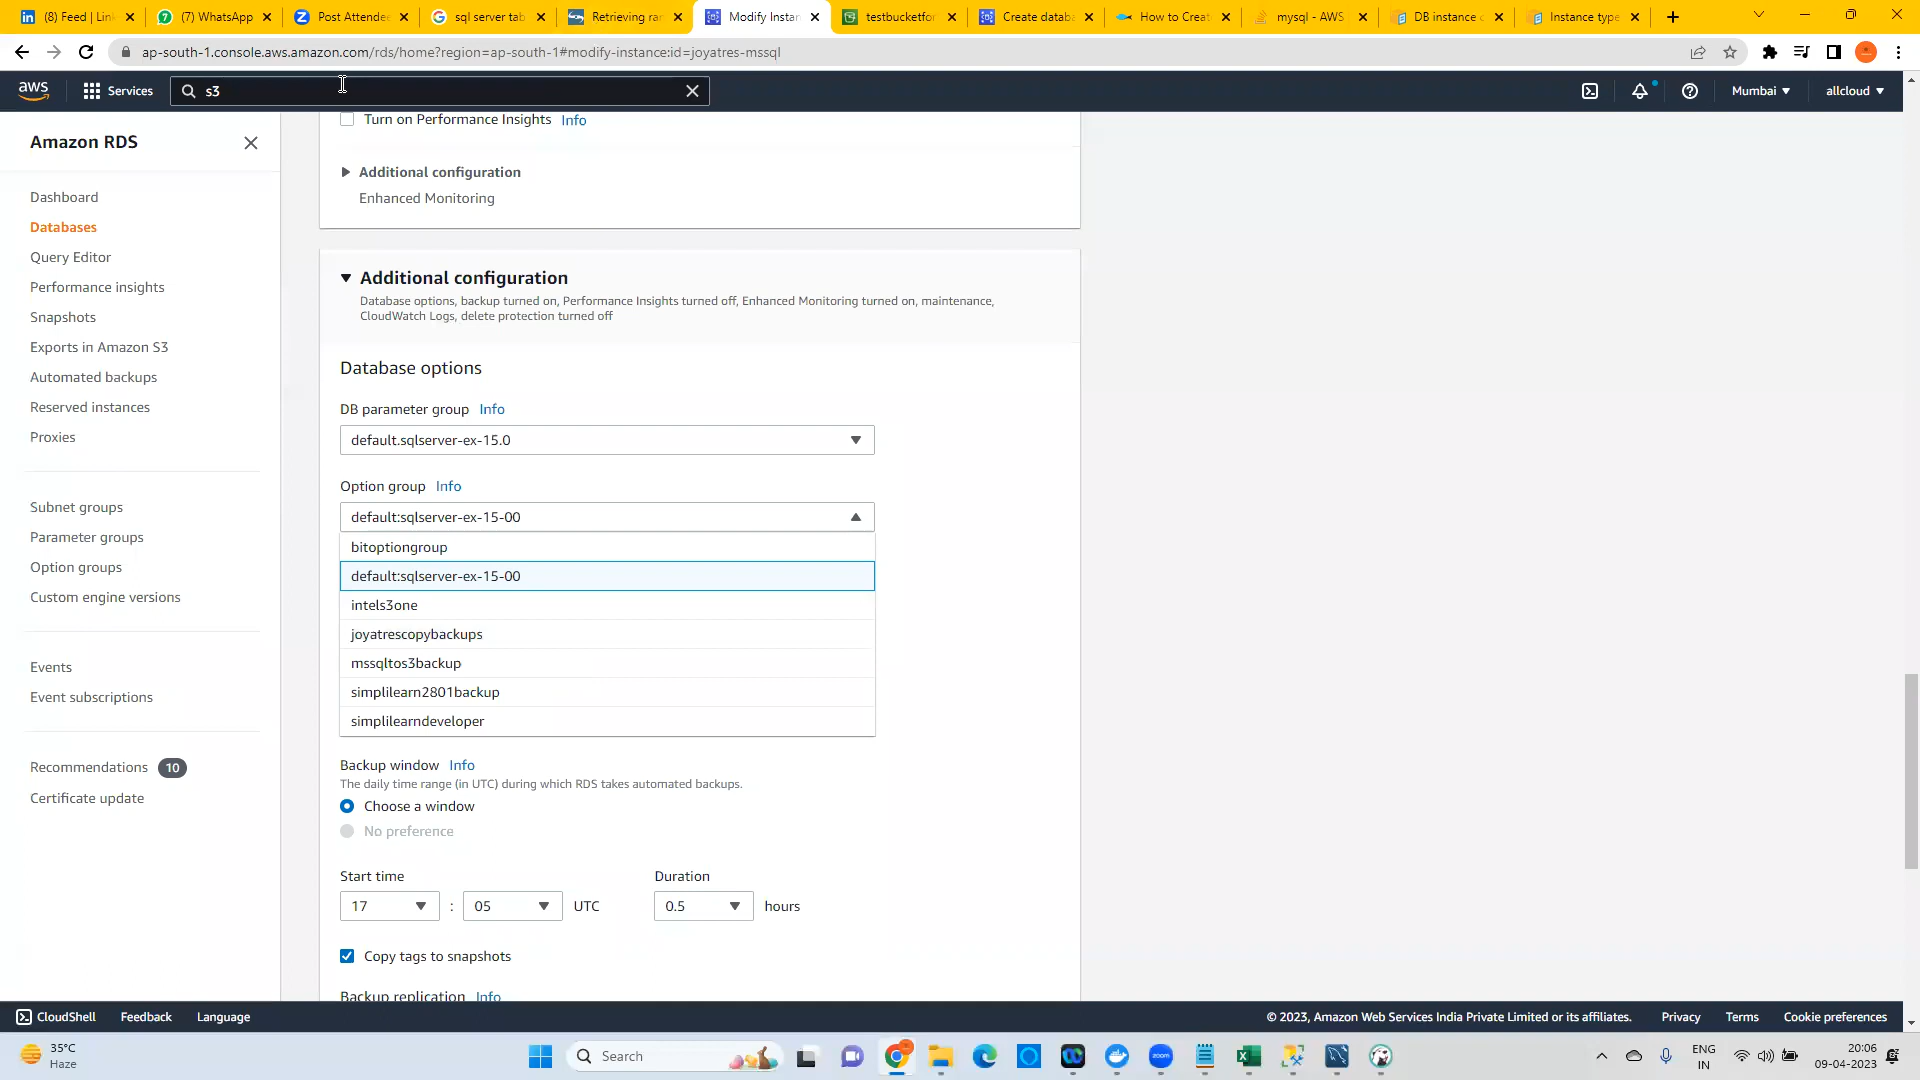 (8) Feed | Link
(7) WhatsApp
Post Attende
sql server tab
Retrieving ra
Modify Instan
testbucketfor
Create databa
How to Creat
mysql - AWS
DB instance c
Instance type
ap-south-1.console.aws.amazon.com/rds/home?region=ap-south-1#modify-instance:id=joyatres-mssql
aws
Services
s3
Mumbai
allcloud
Amazon RDS
Dashboard
Databases
Query Editor
Performance insights
Snapshots
Exports in Amazon S3
Automated backups
Reserved instances
Proxies
Subnet groups
Parameter groups
Option groups
Custom engine versions
Events
Event subscriptions
Recommendations 10
Certificate update
Turn on Performance Insights Info
Additional configuration
Enhanced Monitoring
Additional configuration
Database options, backup turned on, Performance Insights turned off, Enhanced Monitoring turned on, maintenance,
CloudWatch Logs, delete protection turned off
Database options
DB parameter group Info
default.sqlserver-ex-15.0
Option group Info
default:sqlserver-ex-15-00
bitoptiongroup
default:sqlserver-ex-15-00
intels3one
joyatrescopybackups
mssqltos3backup
simplilearn2801backup
simplilearndeveloper
Backup window Info
The daily time range (in UTC) during which RDS takes automated backups.
Choose a window
No preference
Start time
Duration
17 : 05 UTC
0.5 hours
Copy tags to snapshots
Backup replication Info
CloudShell
Feedback
Language
© 2023, Amazon Web Services India Private Limited or its affiliates.
Privacy
Terms
Cookie preferences
35°C
Haze
Search
zoom
ENG
IN
20:06
09-04-2023